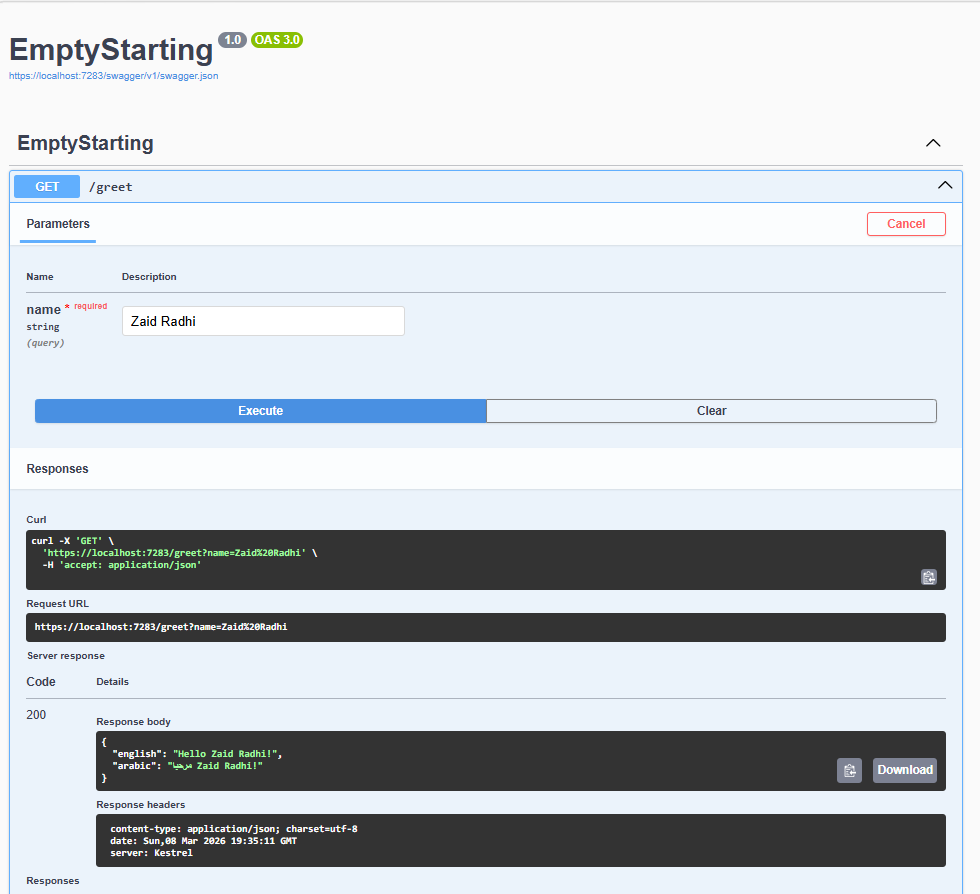 EmptyStarting 1.0 OAS 3.0
https://localhost:7283/swagger/v1/swagger.json
EmptyStarting
GET /greet
Parameters Cancel
Name Description
name * required
string
(query)
Zaid Radhi
Execute Clear
Responses
Curl
curl -X 'GET' \
'https://localhost:7283/greet?name=Zaid%20Radhi' \
-H 'accept: application/json'
Request URL
https://localhost:7283/greet?name=Zaid%20Radhi
Server response
Code Details
200
Response body
{
"english": "Hello Zaid Radhi!",
"arabic": "مرحبا Zaid Radhi!"
}
Download
Response headers
content-type: application/json; charset=utf-8
date: Sun,08 Mar 2026 19:35:11 GMT
server: Kestrel
Responses